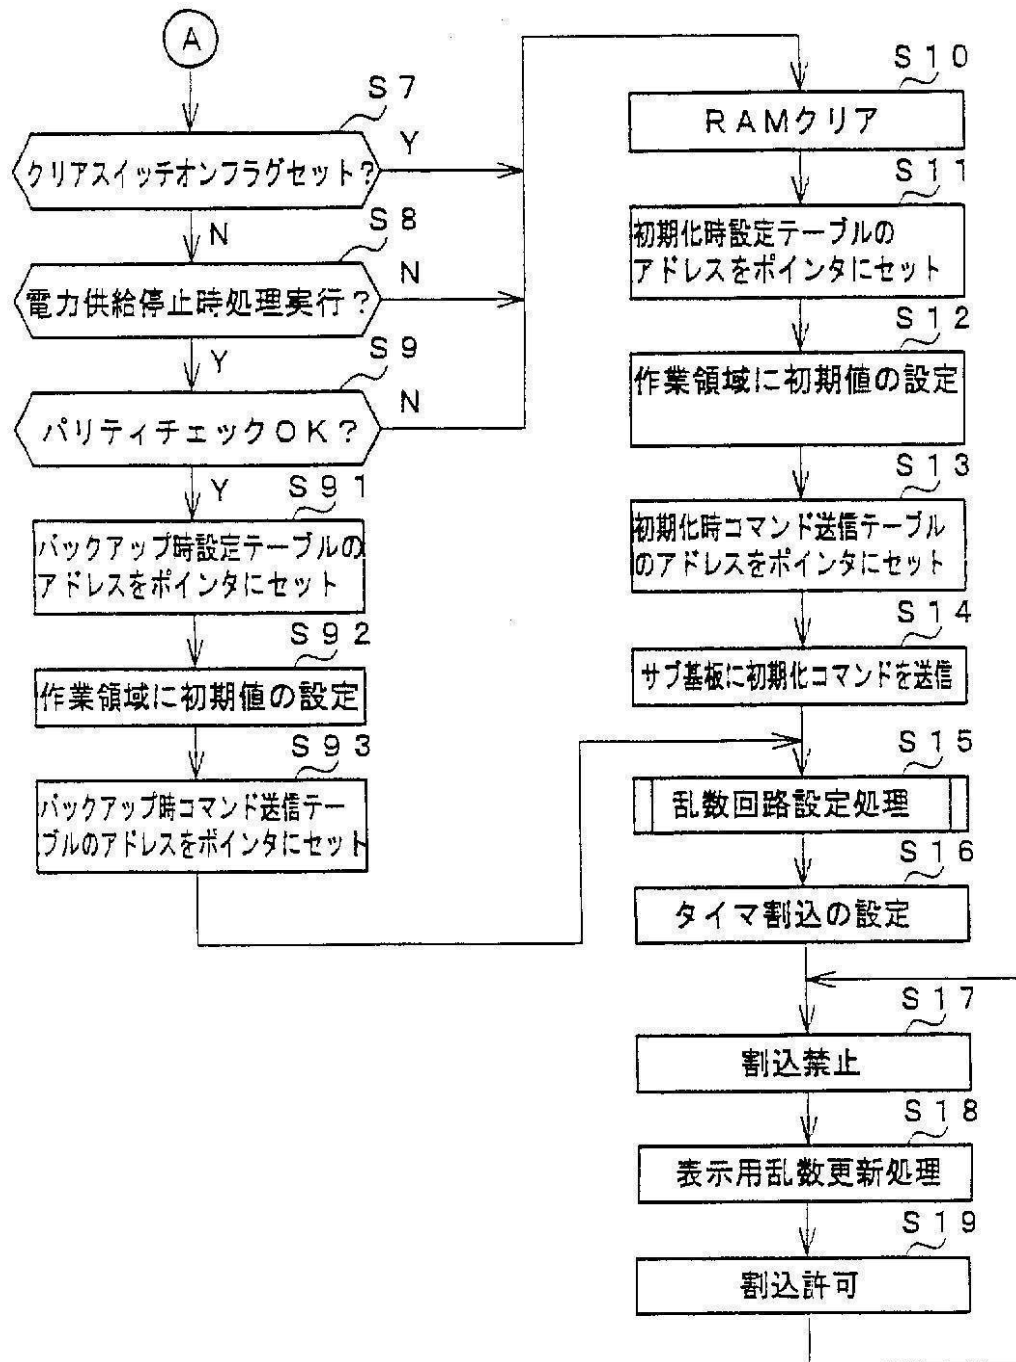 A
S7
クリアスイッチオンフラグセット?
Y
N
S8
電力供給停止時処理実行?
N
Y
S9
パリティチェックOK?
N
Y
S91
バックアップ時設定テーブルの
アドレスをポインタにセット
S92
作業領域に初期値の設定
S93
バックアップ時コマンド送信テー
ブルのアドレスをポインタにセット
S10
RAMクリア
S11
初期化時設定テーブルの
アドレスをポインタにセット
S12
作業領域に初期値の設定
S13
初期化時コマンド送信テーブル
のアドレスをポインタにセット
S14
サブ基板に初期化コマンドを送信
S15
乱数回路設定処理
S16
タイマ割込の設定
S17
割込禁止
S18
表示用乱数更新処理
S19
割込許可